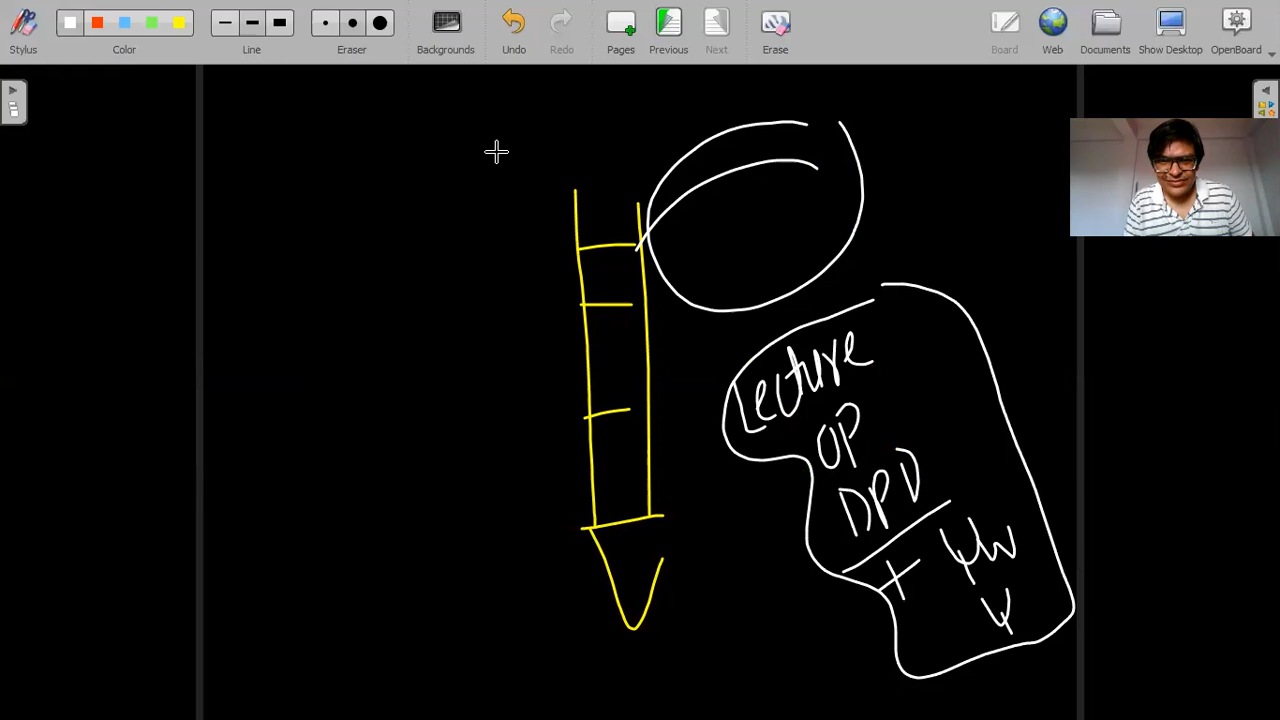 Stylus
Color
Line
Eraser
Backgrounds
Undo
Redo
Pages
Previous
Next
Erase
Board
Web
Documents
Show Desktop
OpenBoard
Lecture
OP
DPD
+